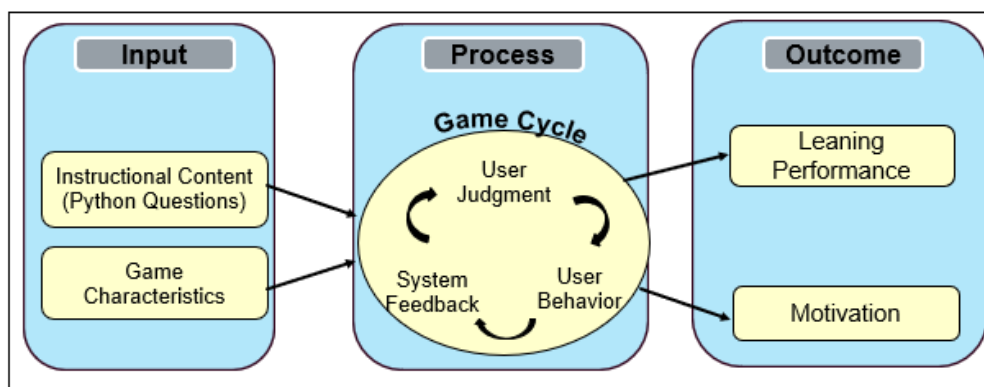 Input
Instructional Content
(Python Questions)
Game
Characteristics
Process
Game Cycle
User
Judgment
User
Behavior
System
Feedback
Outcome
Leaning
Performance
Motivation